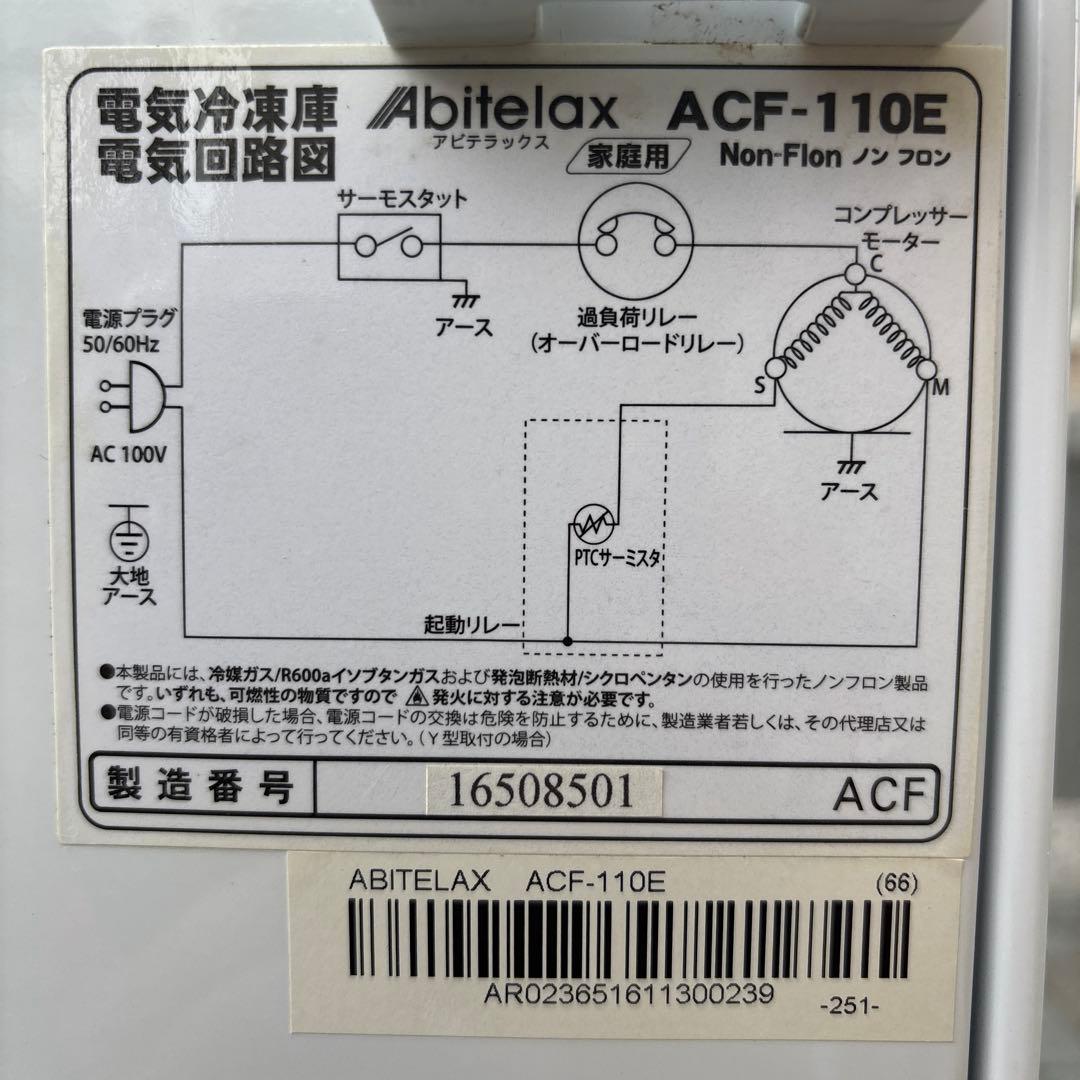 電気冷凍庫 Abitelax ACF-110E
アビテラックス
電気回路図 家庭用 Non-Flon ノン フロン
サーモスタット
コンプレッサー
モーター
C
アース
過負荷リレー
(オーバーロードリレー)
電源プラグ
50/60Hz
AC 100V
S
M
アース
PTCサーミスタ
大地
アース
起動リレー
●本製品には、冷媒ガス/R600aイソブタンガスおよび発泡断熱材/シクロペンタンの使用を行ったノンフロン製品
です。いずれも、可燃性の物質ですので 発火に対する注意が必要です。
●電源コードが破損した場合、電源コードの交換は危険を防止するために、製造業者若しくは、その代理店又は
同等の有資格者によって行ってください。(Y型取付の場合)
製造番号 16508501 ACF
ABITELAX ACF-110E (66)
AR023651611300239 -251-